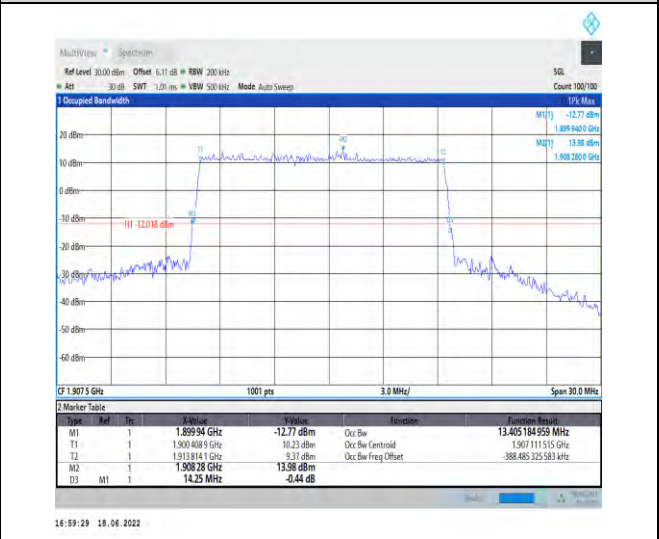 MultiView Spectrum
Ref Level 30.00 dBm Offset 6.11 dB RBW 200 kHz SGL
Att 30 dB SWT 1.01 ms VBW 500 kHz Mode Auto Sweep Count 100/100
1 Occupied Bandwidth 1Pk Max
M1[1] -12.77 dBm
1.899 940 0 GHz
20 dBm
M2[1] 13.98 dBm
1.908 280 0 GHz
M2
T1
T2
10 dBm
0 dBm
-10 dBm
M1
H1 -12.018 dBm
D3
-20 dBm
-30 dBm
-40 dBm
-50 dBm
-60 dBm
CF 1.907 5 GHz 1001 pts 3.0 MHz/ Span 30.0 MHz
2 Marker Table
Type Ref Trc X-Value Y-Value Function Function Result
M1 1 1.899 94 GHz -12.77 dBm Occ Bw 13.405 184 959 MHz
T1 1 1.900 408 9 GHz 10.23 dBm Occ Bw Centroid 1.907 111 515 GHz
T2 1 1.913 814 1 GHz 9.37 dBm Occ Bw Freq Offset -388.485 325 583 kHz
M2 1 1.908 28 GHz 13.98 dBm
D3 M1 1 14.25 MHz -0.44 dB
16:59:29 18.06.2022